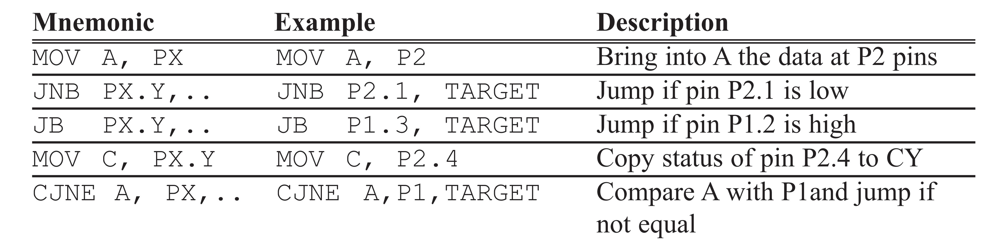 Mnemonic Example Description
MOV A, PX MOV A, P2 Bring into A the data at P2 pins
JNB PX.Y,.. JNB P2.1, TARGET Jump if pin P2.1 is low
JB PX.Y,.. JB P1.3, TARGET Jump if pin P1.2 is high
MOV C, PX.Y MOV C, P2.4 Copy status of pin P2.4 to CY
CJNE A, PX,.. CJNE A,P1,TARGET Compare A with P1and jump if
not equal